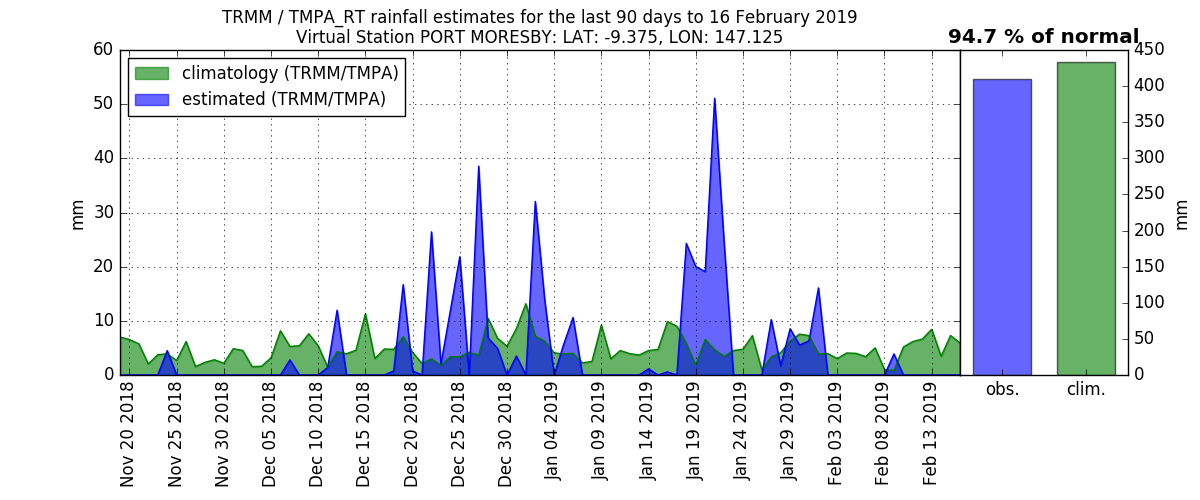 TRMM / TMPA_RT rainfall estimates for the last 90 days to 16 February 2019
Virtual Station PORT MORESBY: LAT: -9.375, LON: 147.125
94.7 % of normal
climatology (TRMM/TMPA)
estimated (TRMM/TMPA)
60
50
40
30
20
10
0
mm
450
400
350
300
250
200
150
100
50
0
mm
Nov 20 2018
Nov 25 2018
Nov 30 2018
Dec 05 2018
Dec 10 2018
Dec 15 2018
Dec 20 2018
Dec 25 2018
Dec 30 2018
Jan 04 2019
Jan 09 2019
Jan 14 2019
Jan 19 2019
Jan 24 2019
Jan 29 2019
Feb 03 2019
Feb 08 2019
Feb 13 2019
obs.
clim.